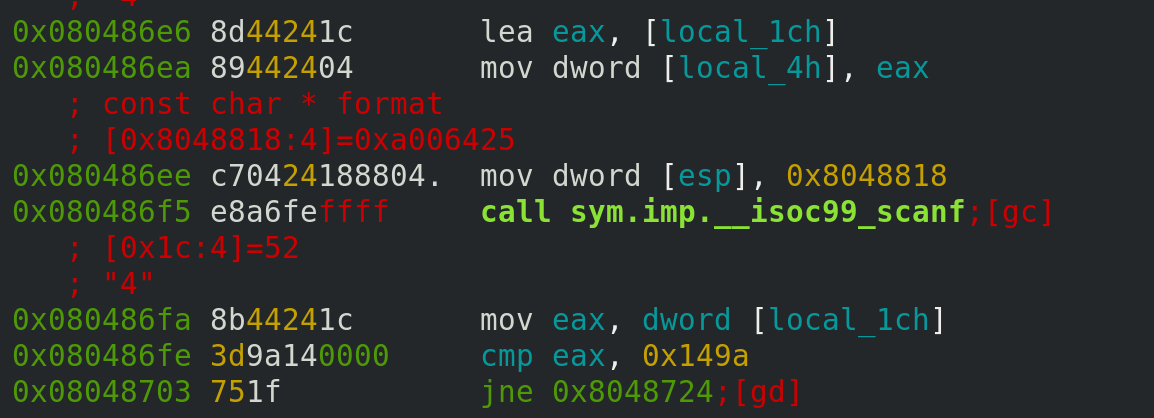 ; "4"
0x080486e6 8d44241c lea eax, [local_1ch]
0x080486ea 89442404 mov dword [local_4h], eax
; const char * format
; [0x8048818:4]=0xa006425
0x080486ee c70424188804. mov dword [esp], 0x8048818
0x080486f5 e8a6feffff call sym.imp.__isoc99_scanf;[gc]
; [0x1c:4]=52
; "4"
0x080486fa 8b44241c mov eax, dword [local_1ch]
0x080486fe 3d9a140000 cmp eax, 0x149a
0x08048703 751f jne 0x8048724;[gd]